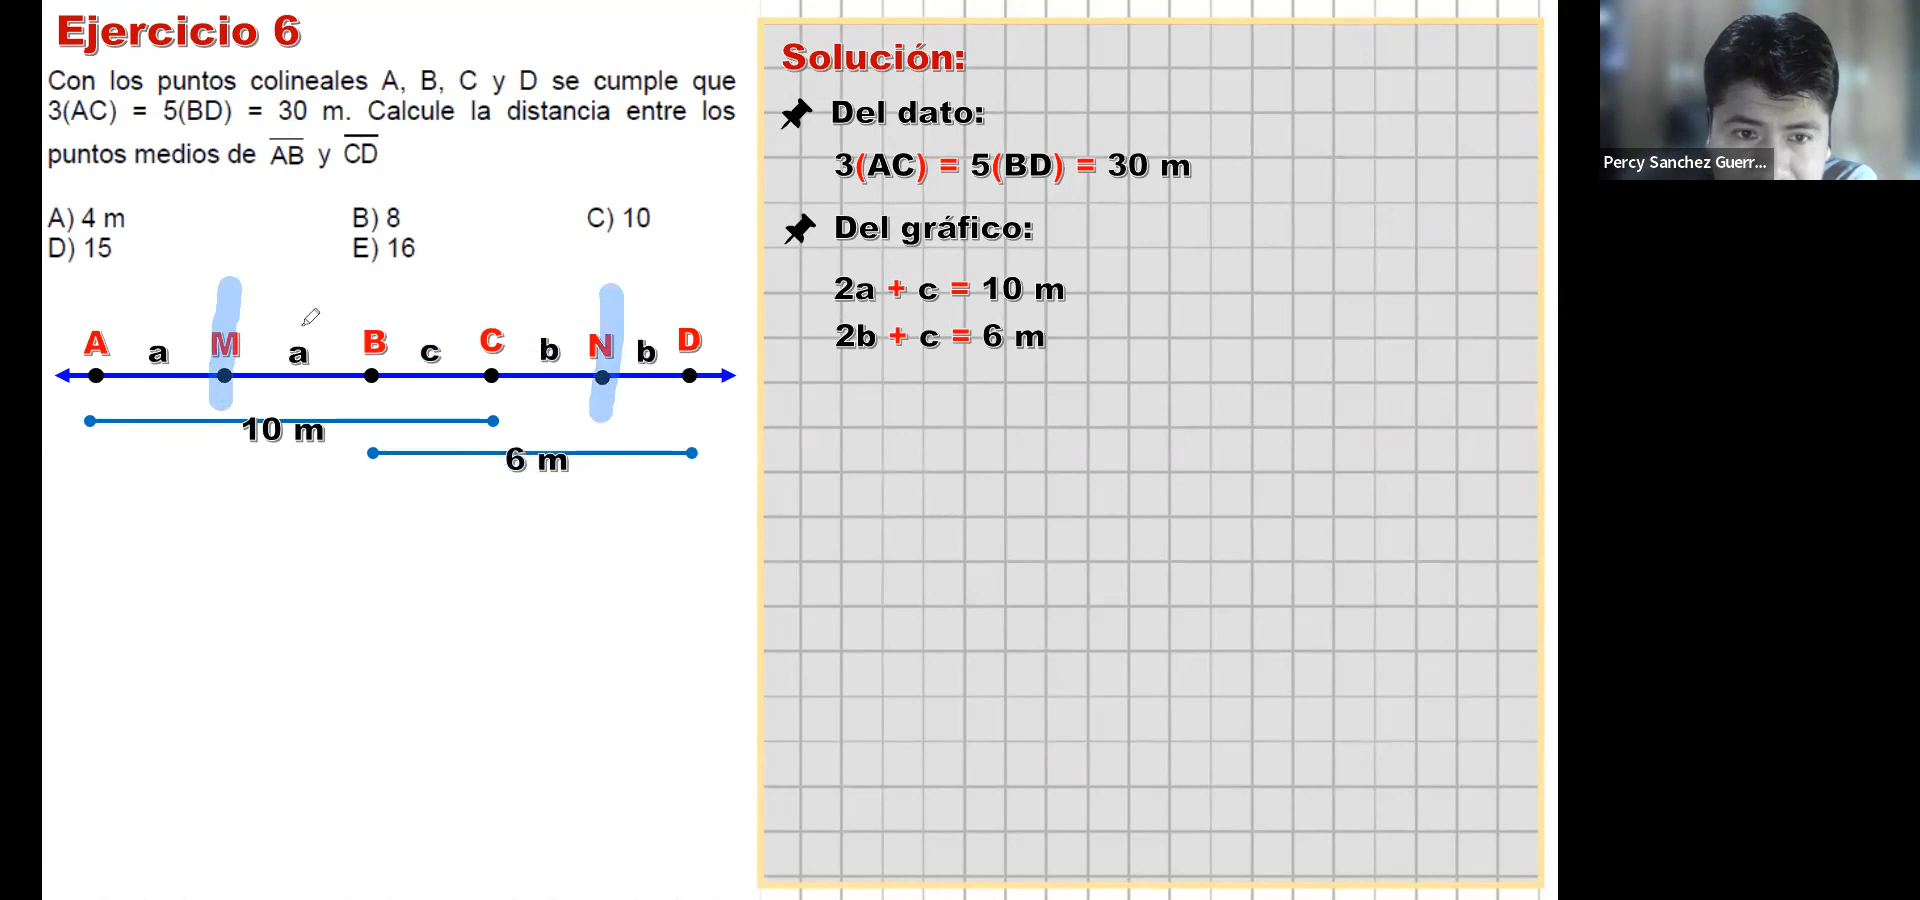 Ejercicio 6
Con los puntos colineales A, B, C y D se cumple que
3(AC) = 5(BD) = 30 m. Calcule la distancia entre los
puntos medios de AB y CD
A) 4 m B) 8 C) 10
D) 15 E) 16
A a M a B c C b N b D
10 m
6 m
Solución:
Del dato:
3(AC) = 5(BD) = 30 m
Del gráfico:
2a + c = 10 m
2b + c = 6 m
Percy Sanchez Guerr...